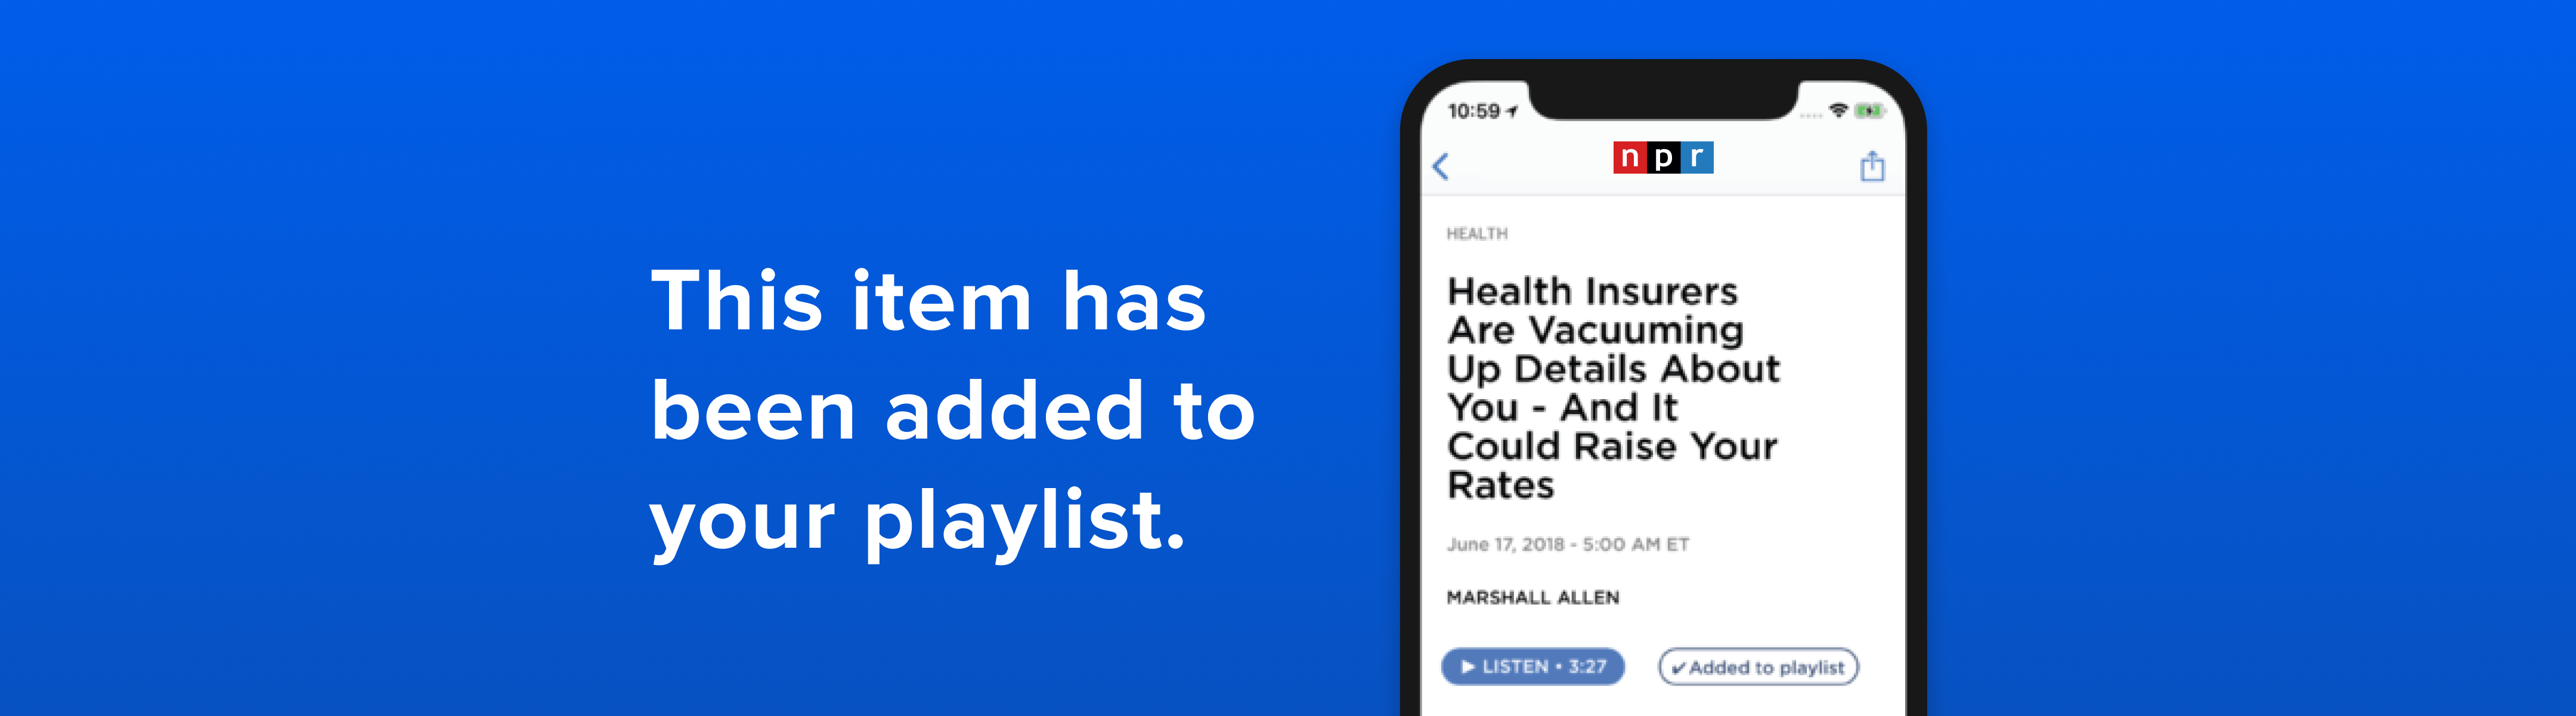 This item has
been added to
your playlist.
10:59
npr
HEALTH
Health Insurers
Are Vacuuming
Up Details About
You - And It
Could Raise Your
Rates
June 17, 2018 - 5:00 AM ET
MARSHALL ALLEN
▶ LISTEN • 3:27
✔Added to playlist